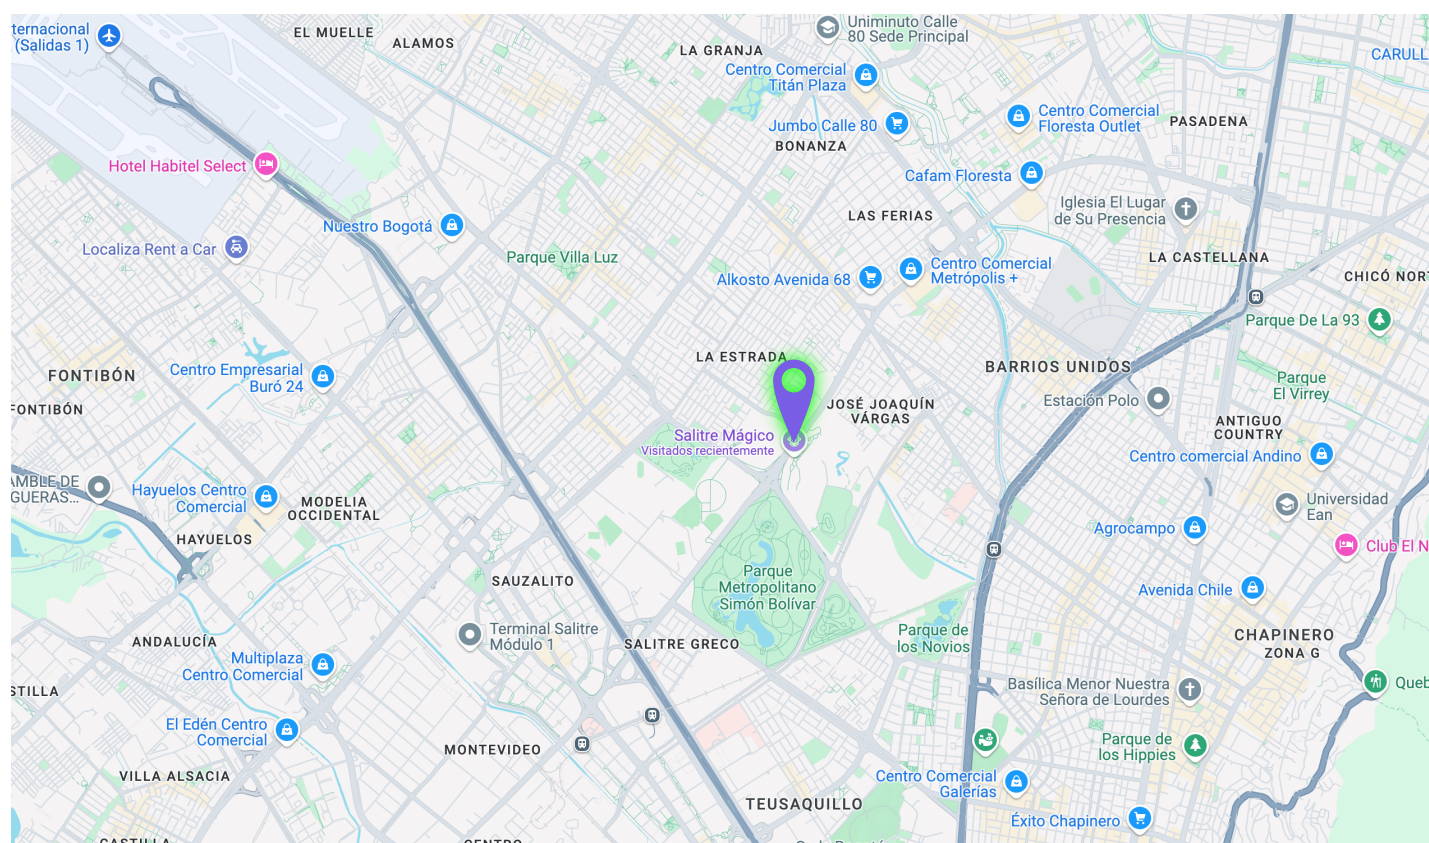 ternacional
(Salidas 1)
EL MUELLE
ALAMOS
LA GRANJA
Uniminuto Calle
80 Sede Principal
CARULL
Centro Comercial
Titán Plaza
Jumbo Calle 80
BONANZA
Centro Comercial
Floresta Outlet
PASADENA
Hotel Habitel Select
Cafam Floresta
Iglesia El Lugar
de Su Presencia
LAS FERIAS
Nuestro Bogotá
Localiza Rent a Car
Parque Villa Luz
Alkosto Avenida 68
Centro Comercial
Metrópolis +
LA CASTELLANA
CHICÓ NORT
Parque De La 93
LA ESTRADA
BARRIOS UNIDOS
FONTIBÓN
Centro Empresarial
Buró 24
Parque
El Virrey
FONTIBÓN
JOSÉ JOAQUÍN
VÁRGAS
Estación Polo
ANTIGUO
COUNTRY
Salitre Mágico
Visitados recientemente
Centro comercial Andino
AMBLE DE
GUERAS...
Hayuelos Centro
Comercial
MODELIA
OCCIDENTAL
Universidad
Ean
Agrocampo
HAYUELOS
Club El N
SAUZALITO
Parque
Metropolitano
Simón Bolívar
Avenida Chile
ANDALUCÍA
Terminal Salitre
Módulo 1
SALITRE GRECO
Parque de
los Novios
CHAPINERO
ZONA G
Multiplaza
Centro Comercial
STILLA
Basílica Menor Nuestra
Señora de Lourdes
Queb
El Edén Centro
Comercial
MONTEVIDEO
Parque de
los Hippies
VILLA ALSACIA
Centro Comercial
Galerías
TEUSAQUILLO
Éxito Chapinero
CASTILLA
CENTRO